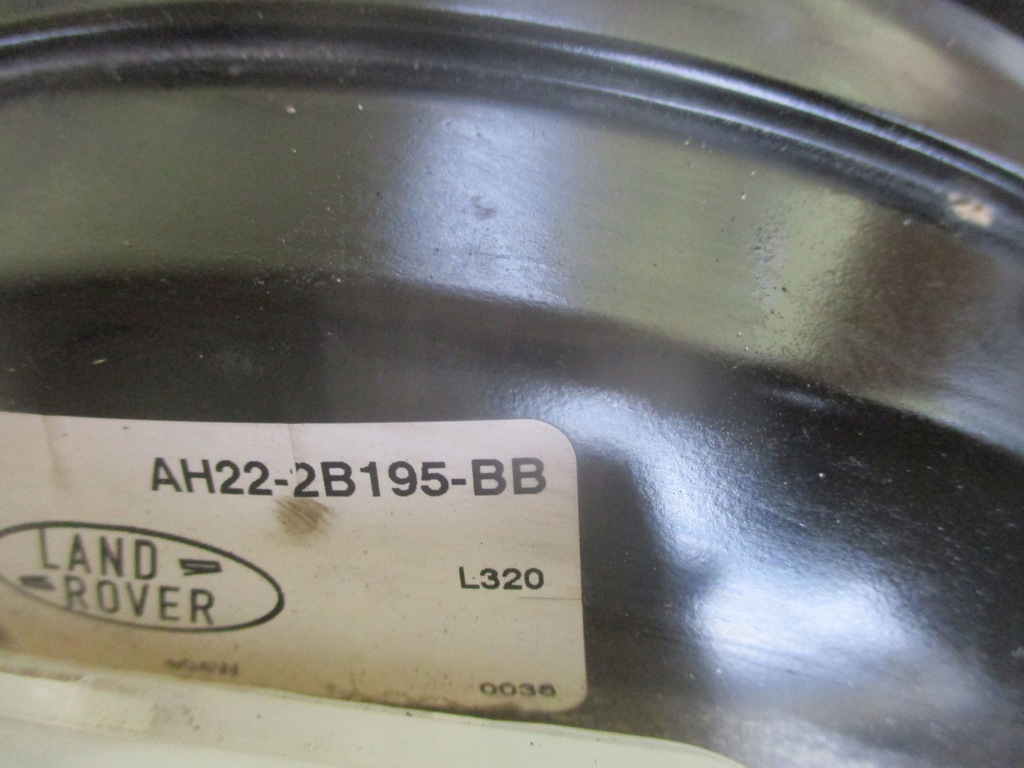 AH22-2B195-BB
LAND
ROVER
L320
0036